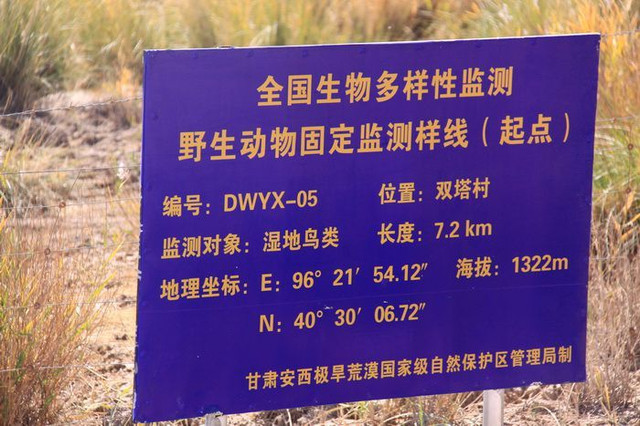 全国生物多样性监测
野生动物固定监测样线（起点）
编号：DWYX-05 位置：双塔村
监测对象：湿地鸟类 长度：7.2 km
地理坐标：E：96° 21′ 54.12″ 海拔：1322m
N：40° 30′ 06.72″
甘肃安西极旱荒漠国家级自然保护区管理局制